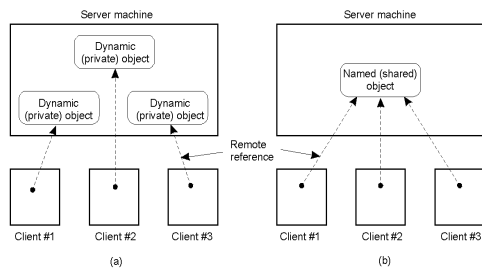 Server machine
Dynamic
(private) object
Dynamic
(private) object
Dynamic
(private) object
Client #1
Client #2
Client #3
(a)
Remote
reference
Server machine
Named (shared)
object
Client #1
Client #2
Client #3
(b)